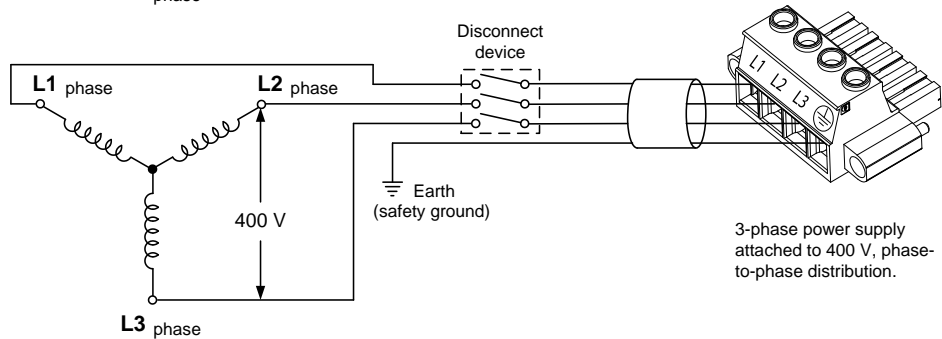 phase
Disconnect
device
L1 phase
L2 phase
L1 L2 L3
400 V
Earth
(safety ground)
3-phase power supply
attached to 400 V, phase-
to-phase distribution.
L3 phase